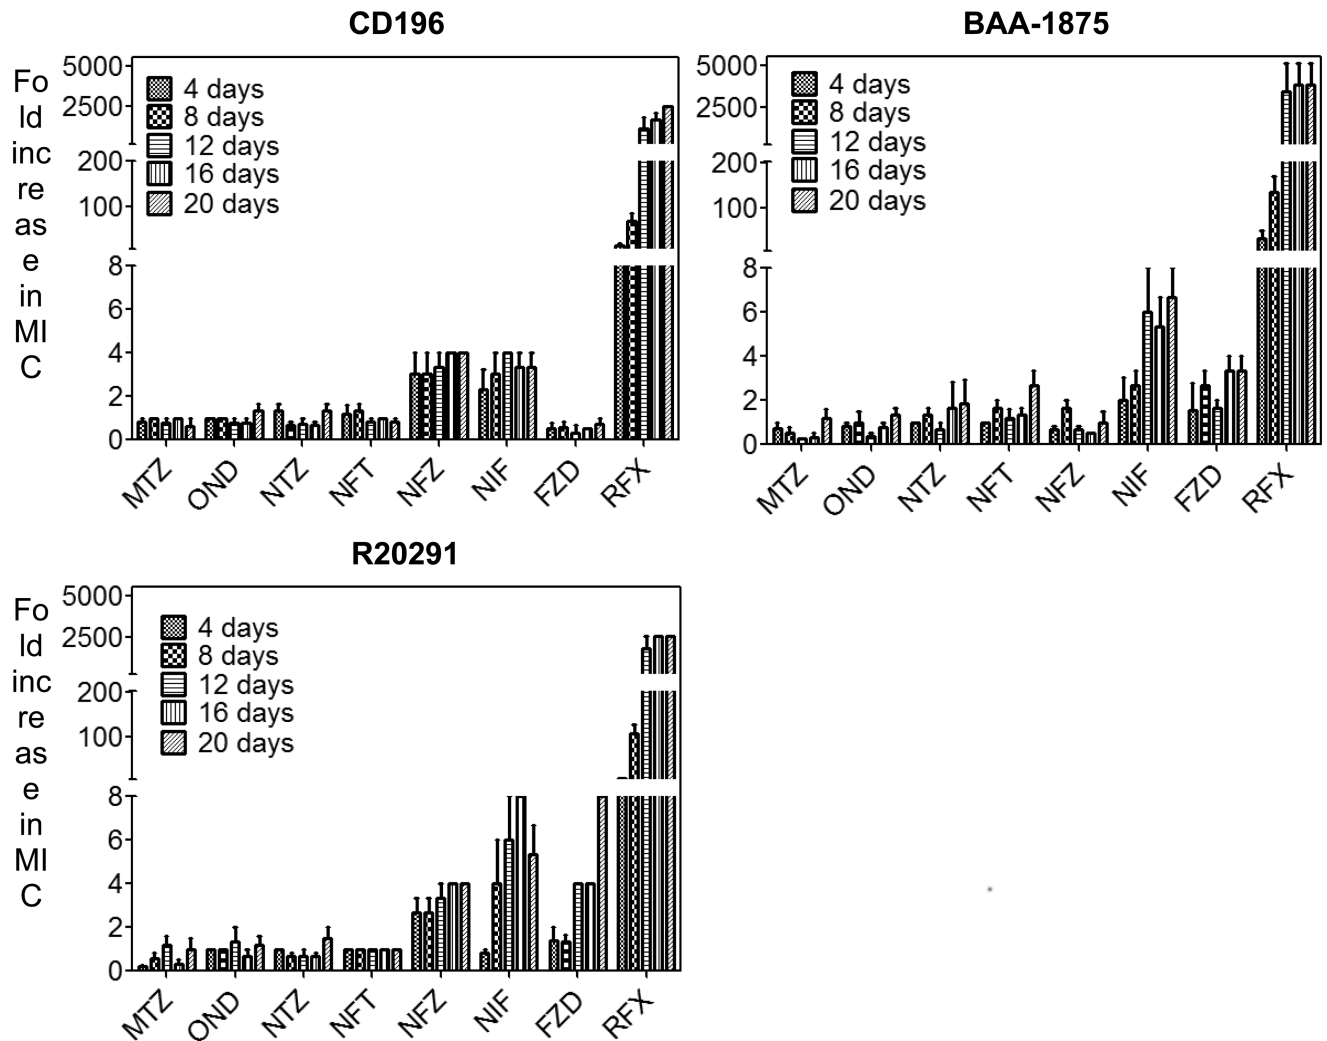 CD196
Fo
ld
inc
re
as
e
in
MI
C
5000
2500
200
100
8
6
4
2
0
4 days
8 days
12 days
16 days
20 days
MTZ OND NTZ NFT NFZ NIF FZD RFX
BAA-1875
5000
2500
200
100
8
6
4
2
0
4 days
8 days
12 days
16 days
20 days
MTZ OND NTZ NFT NFZ NIF FZD RFX
R20291
Fo
ld
inc
re
as
e
in
MI
C
5000
2500
200
100
8
6
4
2
0
4 days
8 days
12 days
16 days
20 days
MTZ OND NTZ NFT NFZ NIF FZD RFX